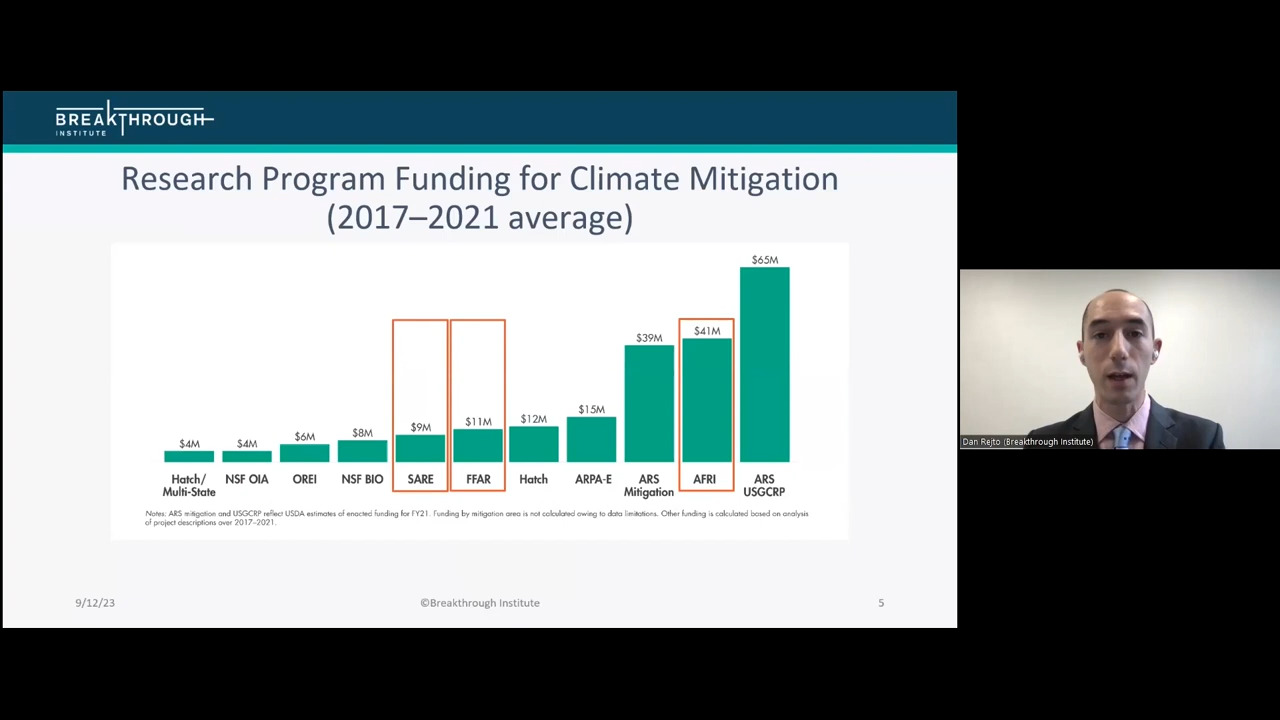 BREAKTHROUGH
INSTITUTE
Research Program Funding for Climate Mitigation
(2017–2021 average)
$4M
$4M
$6M
$8M
$9M
$11M
$12M
$15M
$39M
$41M
$65M
Hatch/
Multi-State
NSF OIA
OREI
NSF BIO
SARE
FFAR
Hatch
ARPA-E
ARS
Mitigation
AFRI
ARS
USGCRP
Notes: ARS mitigation and USGCRP reflect USDA estimates of enacted funding for FY21. Funding by mitigation area is not calculated owing to data limitations. Other funding is calculated based on analysis
of project descriptions over 2017–2021.
9/12/23
©Breakthrough Institute
5
Dan Rejto (Breakthrough Institute)